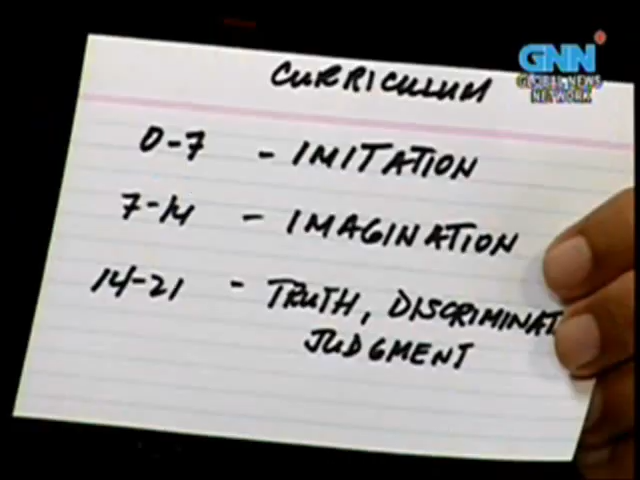 CURRICULUM
0-7 - IMITATION
7-14 - IMAGINATION
14-21 - TRUTH, DISCRIMINAT
JUDGMENT
GNN
GLOBAL NEWS
NETWORK